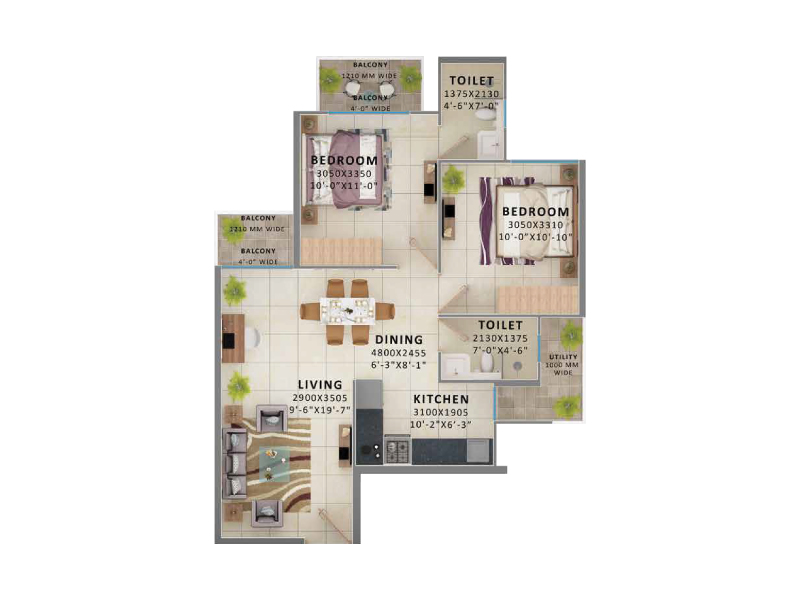 BALCONY
1210 MM WIDE
BALCONY
4'-0" WIDE
TOILET
1375X2130
4'-6"X7'-0"
BEDROOM
3050X3350
10'-0"X11'-0"
BEDROOM
3050X3310
10'-0"X10'-10"
BALCONY
1210 MM WIDE
BALCONY
4'-0" WIDE
TOILET
2130X1375
7'-0"X4'-6"
DINING
4800X2455
6'-3"X8'-1"
UTILITY
1000 MM
WIDE
LIVING
2900X3505
9'-6"X19'-7"
KITCHEN
3100X1905
10'-2"X6'-3"